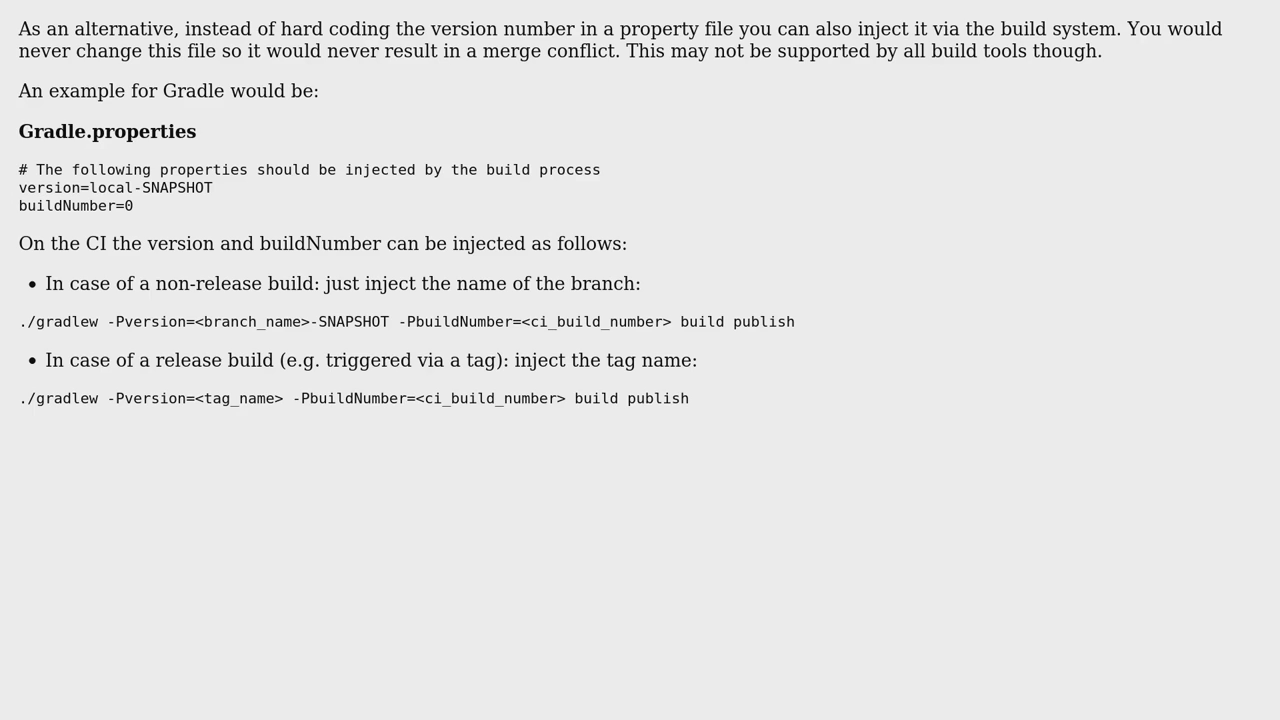 As an alternative, instead of hard coding the version number in a property file you can also inject it via the build system. You would
never change this file so it would never result in a merge conflict. This may not be supported by all build tools though.
An example for Gradle would be:
Gradle.properties
# The following properties should be injected by the build process
version=local-SNAPSHOT
buildNumber=0
On the CI the version and buildNumber can be injected as follows:
• In case of a non-release build: just inject the name of the branch:
./gradlew -Pversion=<branch_name>-SNAPSHOT -PbuildNumber=<ci_build_number> build publish
• In case of a release build (e.g. triggered via a tag): inject the tag name:
./gradlew -Pversion=<tag_name> -PbuildNumber=<ci_build_number> build publish